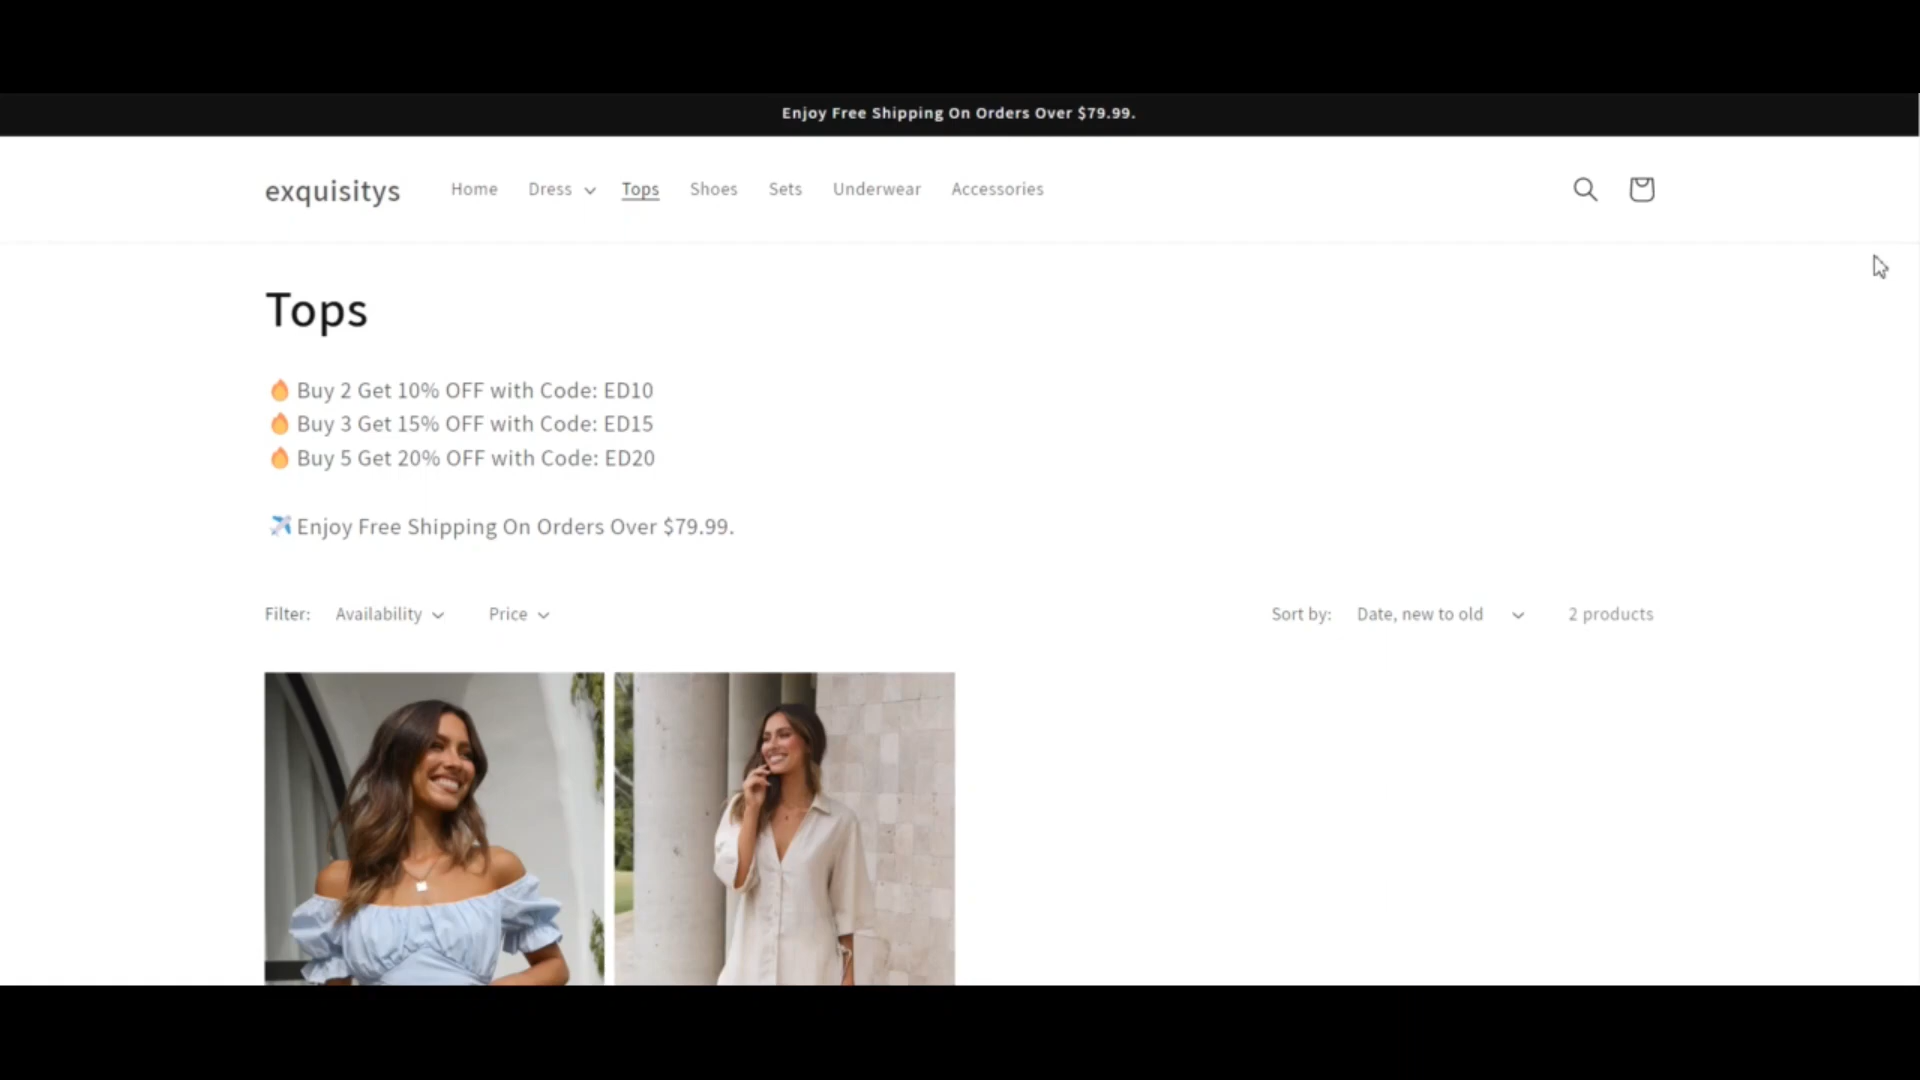 Enjoy Free Shipping On Orders Over $79.99.
exquisitys Home Dress Tops Shoes Sets Underwear Accessories
Tops
🔥 Buy 2 Get 10% OFF with Code: ED10
🔥 Buy 3 Get 15% OFF with Code: ED15
🔥 Buy 5 Get 20% OFF with Code: ED20
✈️ Enjoy Free Shipping On Orders Over $79.99.
Filter: Availability Price Sort by: Date, new to old 2 products